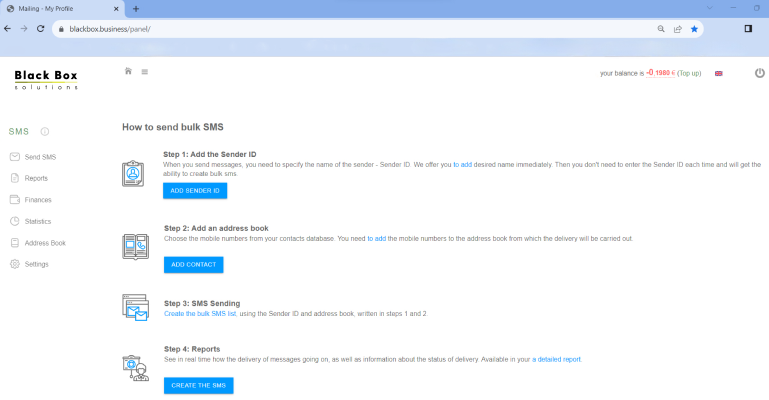 Mailing - My Profile
blackbox.business/panel/
Black Box
solutions
your balance is -0.1980 € (Top up)
SMS
Send SMS
Reports
Finances
Statistics
Address Book
Settings
How to send bulk SMS
Step 1: Add the Sender ID
When you send messages, you need to specify the name of the sender - Sender ID. We offer you to add desired name immediately. Then you don't need to enter the Sender ID each time and will get the
ability to create bulk sms.
ADD SENDER ID
Step 2: Add an address book
Choose the mobile numbers from your contacts database. You need to add the mobile numbers to the address book from which the delivery will be carried out.
ADD CONTACT
Step 3: SMS Sending
Create the bulk SMS list, using the Sender ID and address book, written in steps 1 and 2.
Step 4: Reports
See in real time how the delivery of messages going on, as well as information about the status of delivery. Available in your a detailed report.
CREATE THE SMS